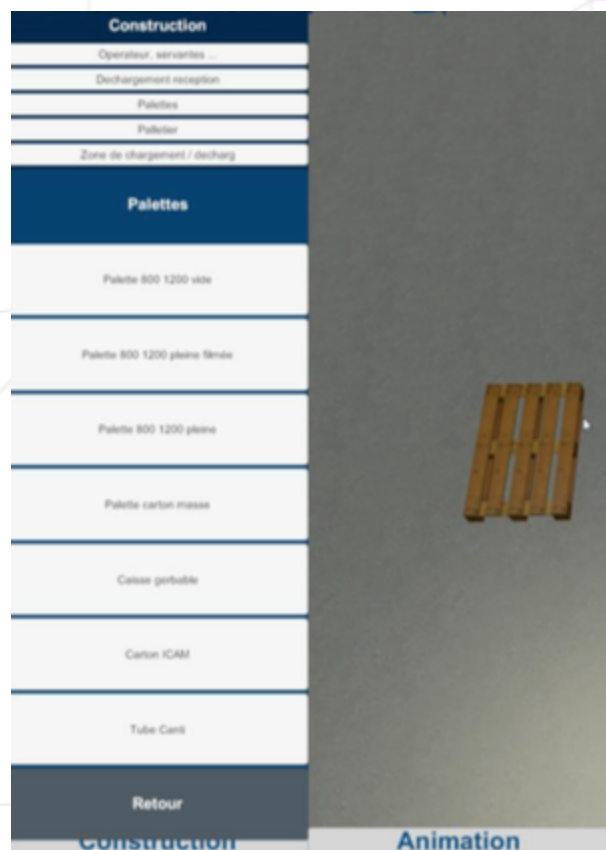 Construction
Operateur, servantes ...
Dechargement reception
Palettes
Palletier
Zone de chargement / decharg
Palettes
Palette 800 1200 vide
Palette 800 1200 pleine filmée
Palette 800 1200 pleine
Palette carton masse
Caisse gerbable
Carton ICAM
Tube Canti
Retour
Construction
Animation